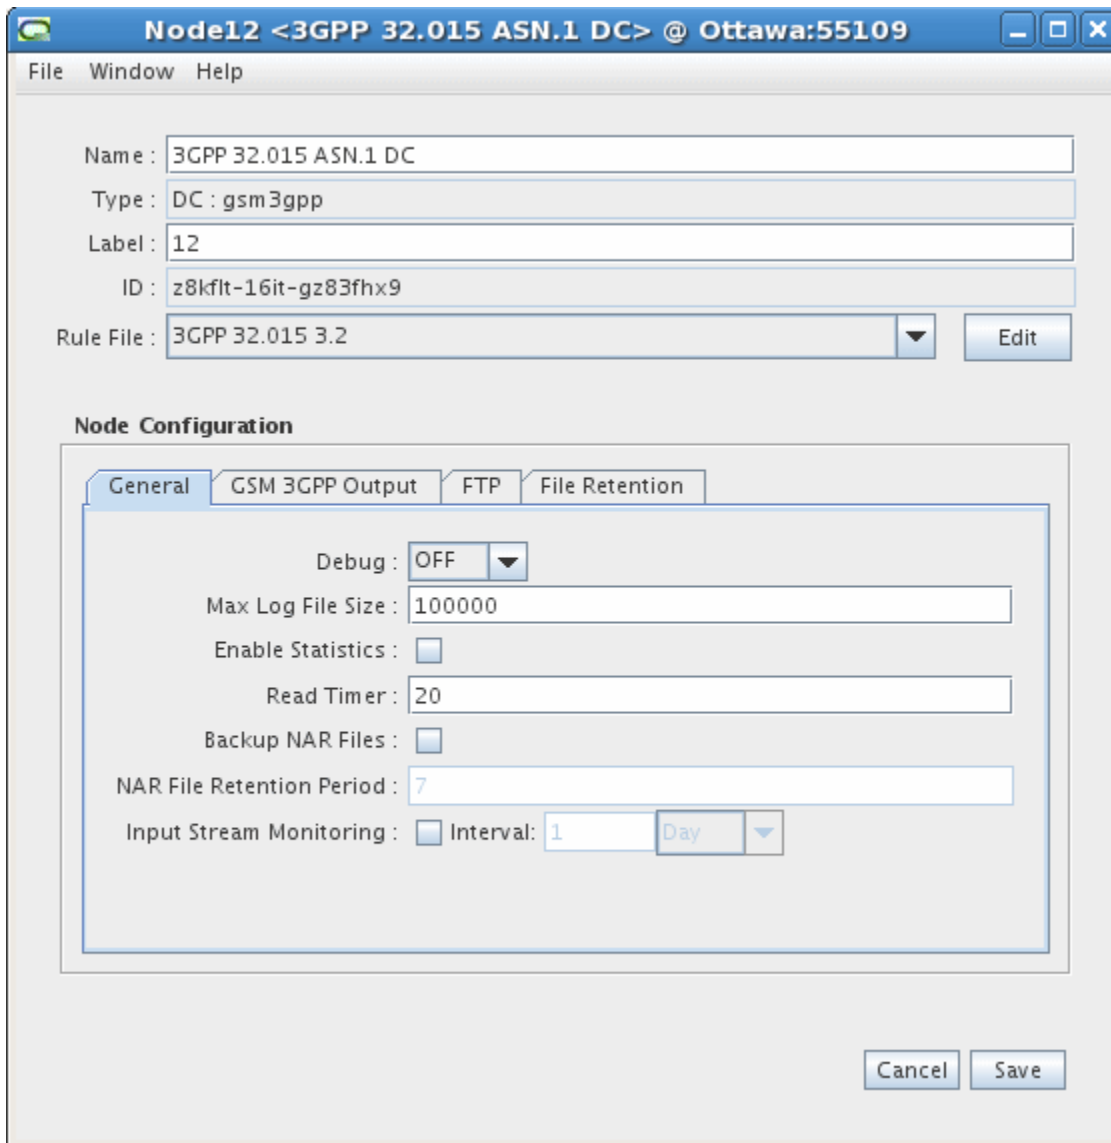 Node12 <3GPP 32.015 ASN.1 DC> @ Ottawa:55109
File Window Help
Name : 3GPP 32.015 ASN.1 DC
Type : DC : gsm3gpp
Label : 12
ID : z8kflt-16it-gz83fhx9
Rule File : 3GPP 32.015 3.2 Edit
Node Configuration
General GSM 3GPP Output FTP File Retention
Debug : OFF
Max Log File Size : 100000
Enable Statistics :
Read Timer : 20
Backup NAR Files :
NAR File Retention Period : 7
Input Stream Monitoring : Interval: 1 Day
Cancel Save